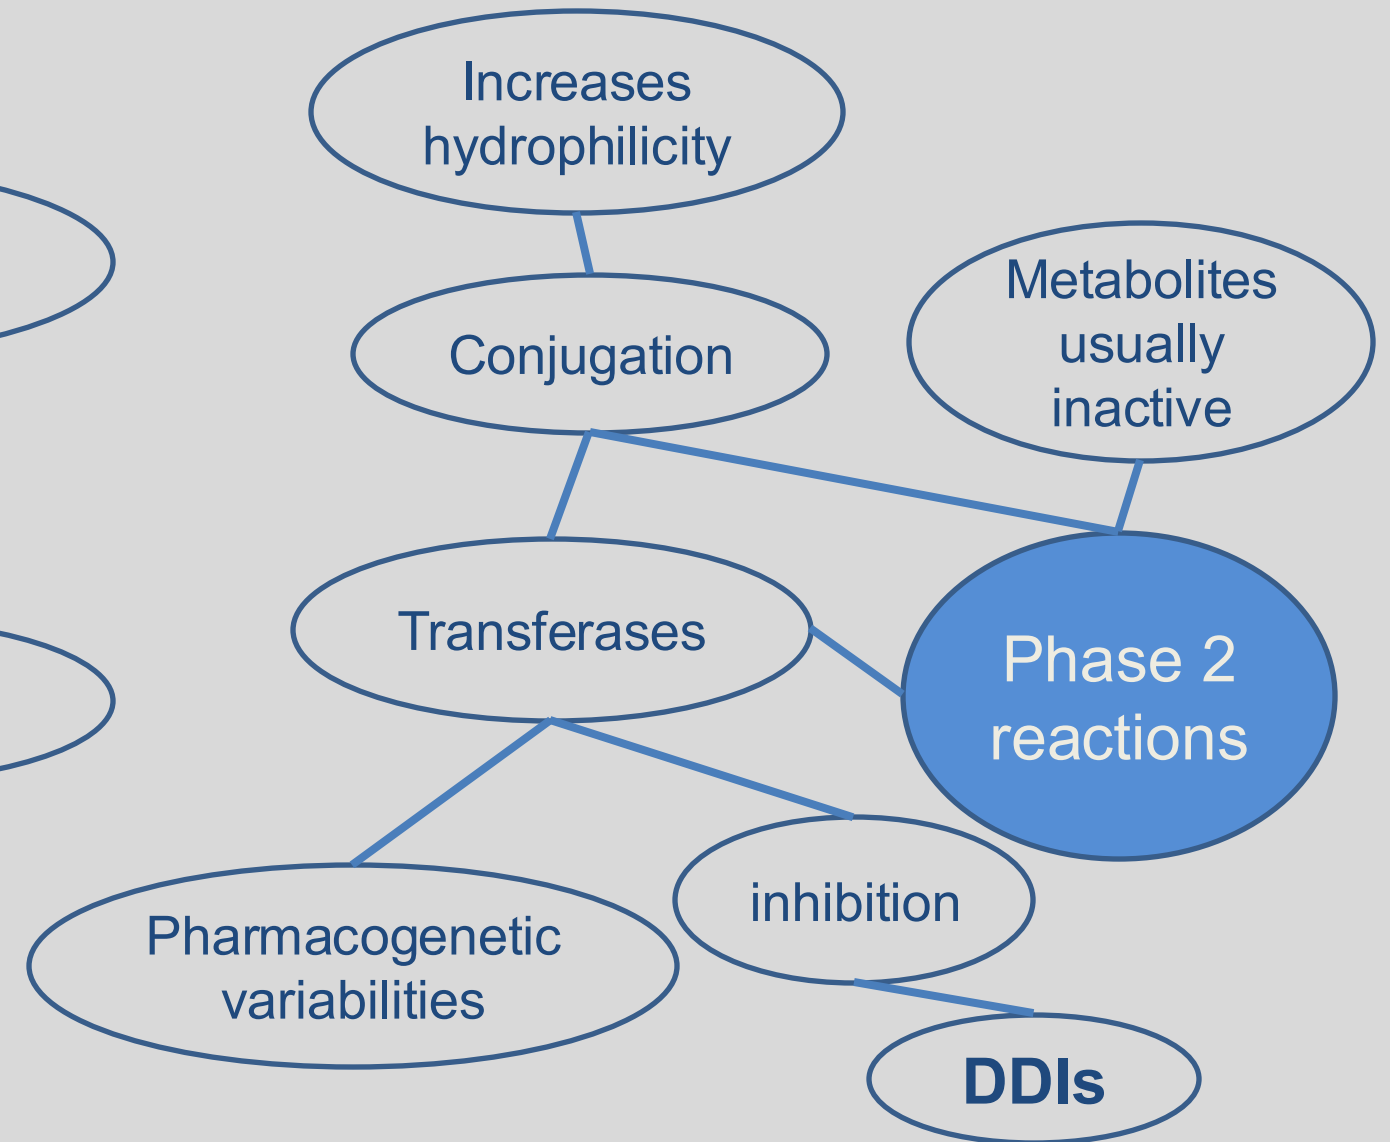 Increases
hydrophilicity
Conjugation
Metabolites
usually
inactive
Transferases
Phase 2
reactions
Pharmacogenetic
variabilities
inhibition
DDIs